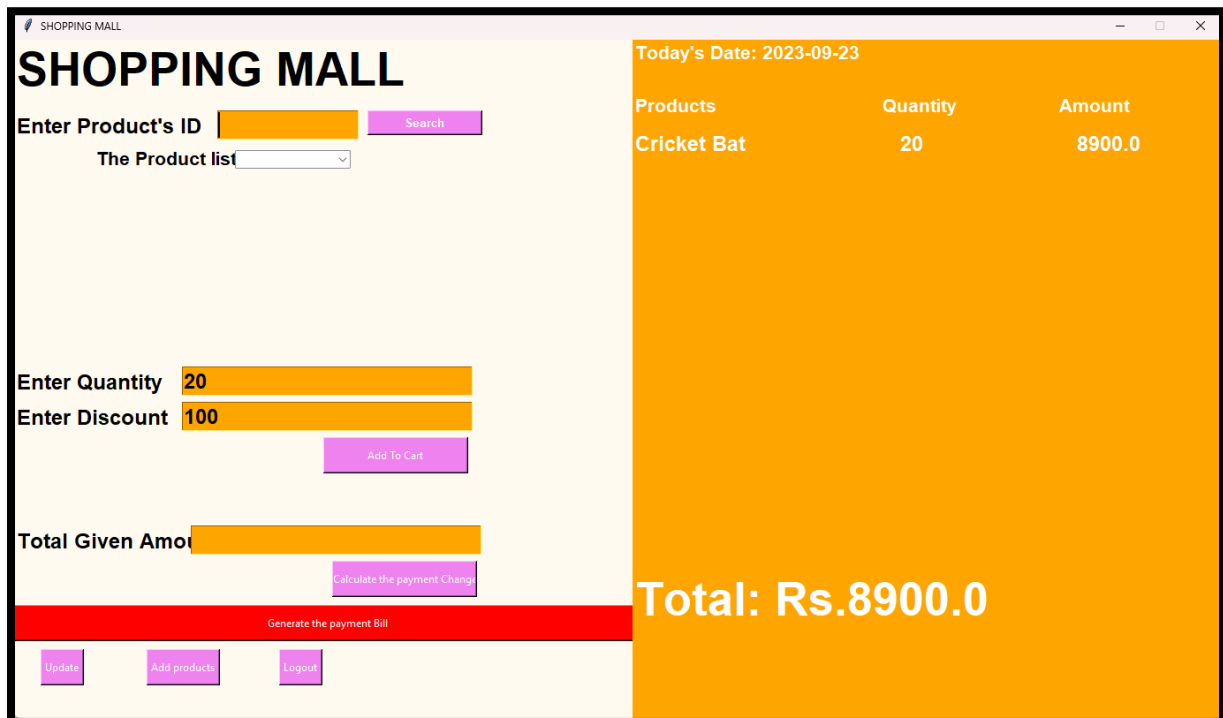 SHOPPING MALL
SHOPPING MALL
Enter Product's ID
Search
The Product list
Enter Quantity 20
Enter Discount 100
Add To Cart
Total Given Amou
Calculate the payment Change
Generate the payment Bill
Update Add products Logout
Today's Date: 2023-09-23
Products Quantity Amount
Cricket Bat 20 8900.0
Total: Rs.8900.0